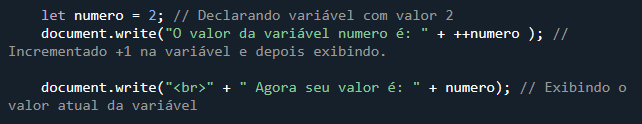 let numero = 2; // Declarando variável com valor 2
document.write("O valor da variável numero é: " + ++numero ); //
Incrementado +1 na variável e depois exibindo.
document.write("<br>" + " Agora seu valor é: " + numero); // Exibindo o
valor atual da variável